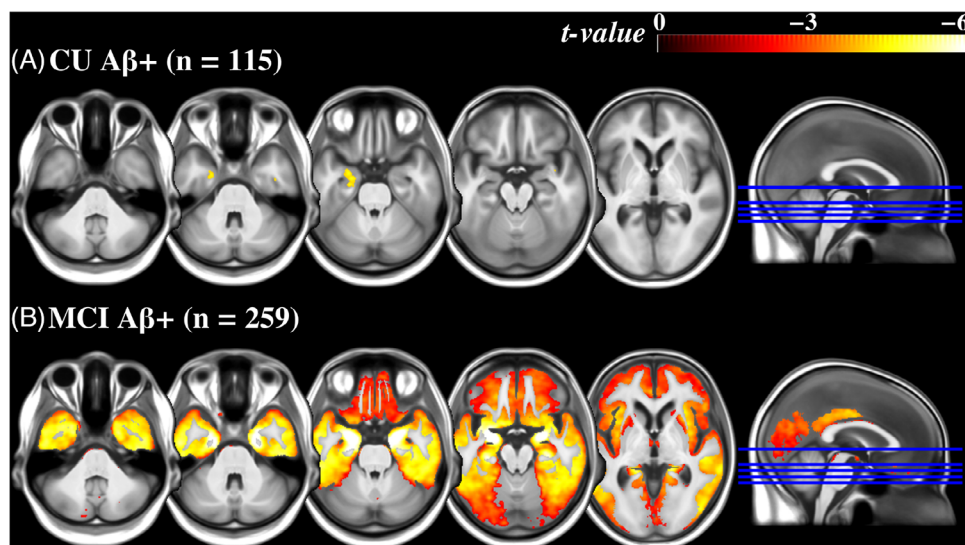 t-value 0 −3 −6
(A) CU Aβ+ (n = 115)
(B) MCI Aβ+ (n = 259)